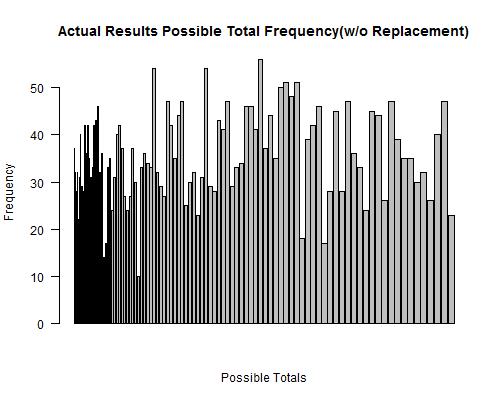 Actual Results Possible Total Frequency(w/o Replacement)
50
40
30
20
10
0
Frequency
Possible Totals